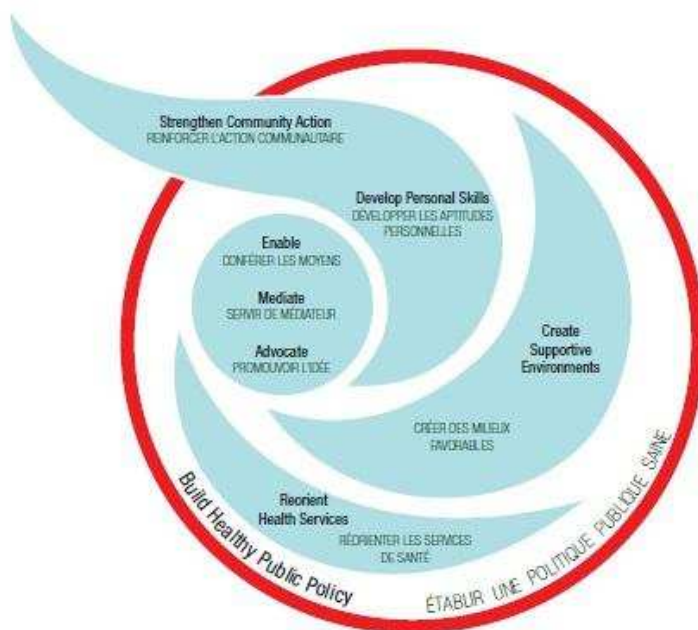 Strengthen Community Action
REINFORCER L'ACTION COMMUNAUTAIRE
Develop Personal Skills
DÉVELOPPER LES APTITUDES
PERSONNELLES
Enable
CONFÉRER LES MOYENS
Mediate
SERVIR DE MÉDIATEUR
Advocate
PROMOUVOIR L'IDÉE
Create
Supportive
Environments
CRÉER DES MILIEUX
FAVORABLES
Reorient
Health Services
RÉORIENTER LES SERVICES
DE SANTÉ
Build Healthy Public Policy
ÉTABLIR UNE POLITIQUE PUBLIQUE SAINE